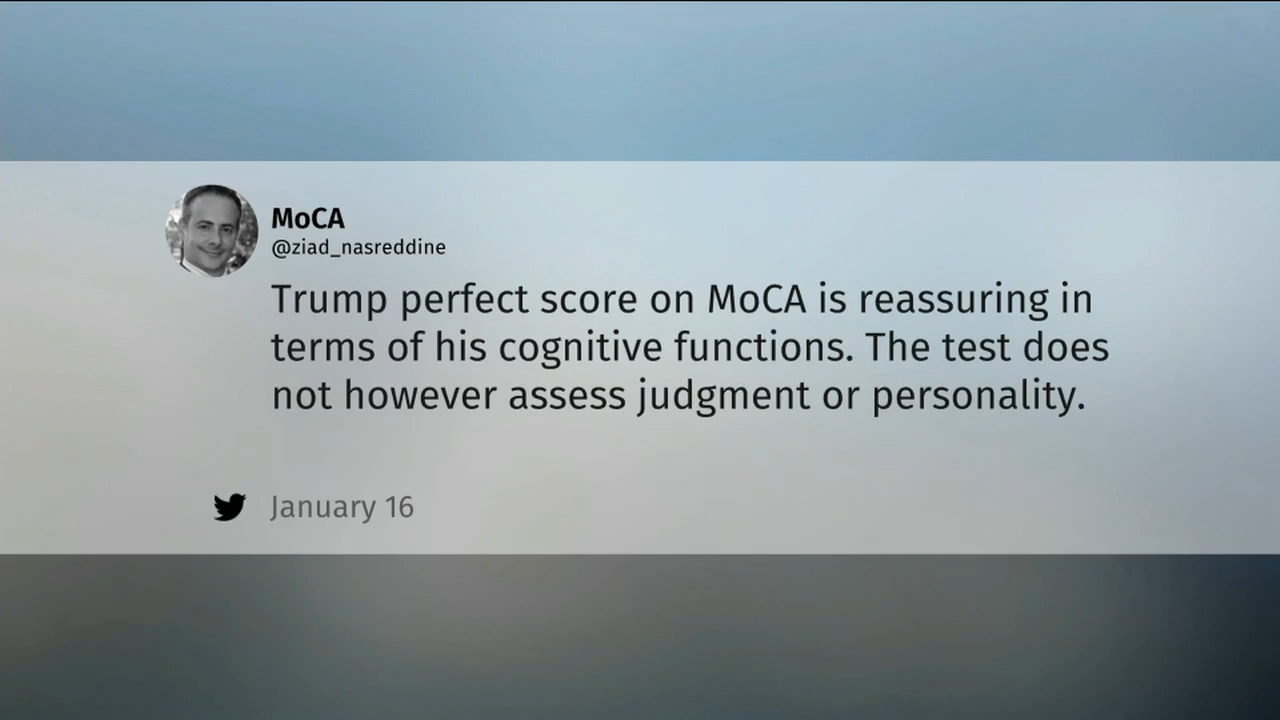 MoCA
@ziad_nasreddine
Trump perfect score on MoCA is reassuring in
terms of his cognitive functions. The test does
not however assess judgment or personality.
January 16